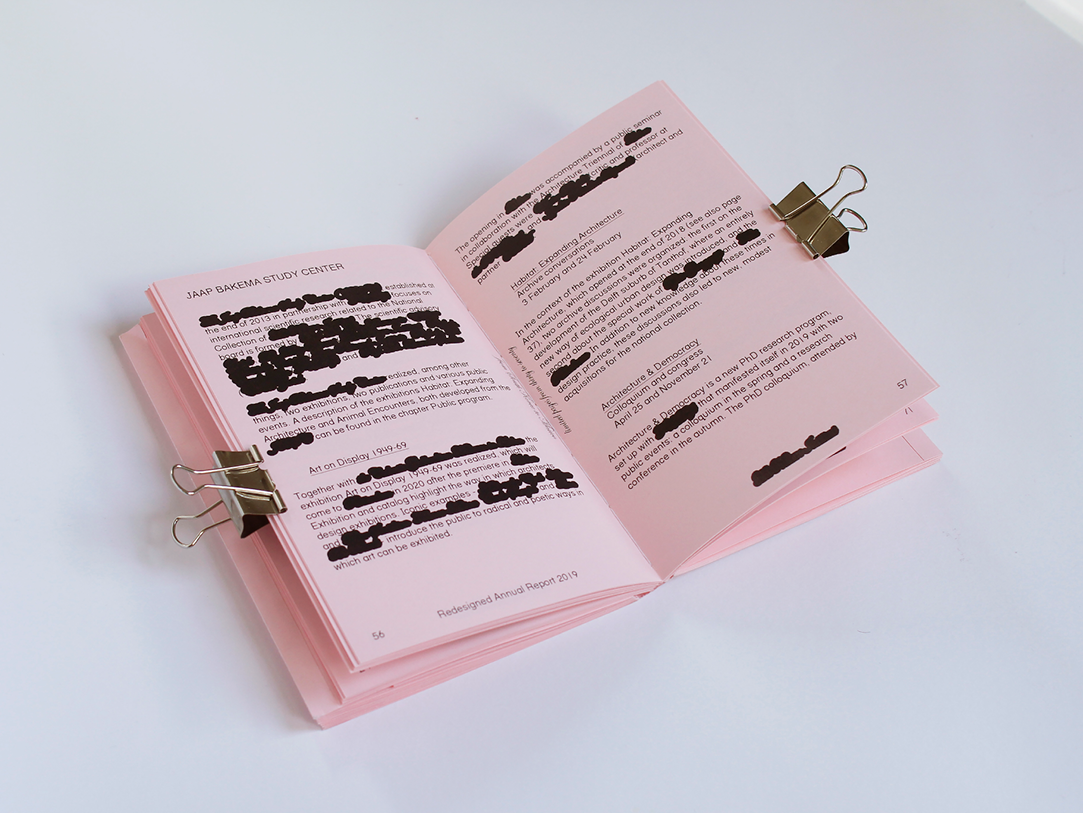 JAAP BAKEMA STUDY CENTER
established at
the end of 2013 in partnership with
focuses on
international scientific research related to the National
Collection of The scientific advisory
board is formed by
and
realized, among other
things, two exhibitions, two publications and various public
events. A description of the exhibitions Habitat: Expanding
Architecture and Animal Encounters, both developed from the
can be found in the chapter Public program.
Art on Display 1949-69
Together with the
exhibition Art on Display 1949-69 was realized, which will
come to in 2020 after the premiere in
Exhibition and catalog highlight the way in which architects
design exhibitions. Iconic examples - and
and
introduce the public to radical and poetic ways in
which art can be exhibited.
Redesigned Annual Report 2019
56
The opening in was accompanied by a public seminar
in collaboration with the Architecture Triennial of
Special guests were critic and professor at
and architect and
partner
Habitat: Expanding Architecture
Archive conversations
3 February and 24 February
In the context of the exhibition Habitat: Expanding
Architecture, which opened at the end of 2018 (see also page
37), two archive discussions were organized, the first on the
development of the Delft suburb of Tanthof, where an entirely
new way of ecological urban design was introduced, and the
second about the special work of
In addition to new knowledge about these times in
design practice, these discussions also led to new, modest
acquisitions for the national collection.
Architecture & Democracy
Colloquium and congress
April 25 and November 21
Architecture & Democracy is a new PhD research program,
set up with that manifested itself in 2019 with two
public events: a colloquium in the spring and a research
conference in the autumn. The PhD colloquium, attended by
57